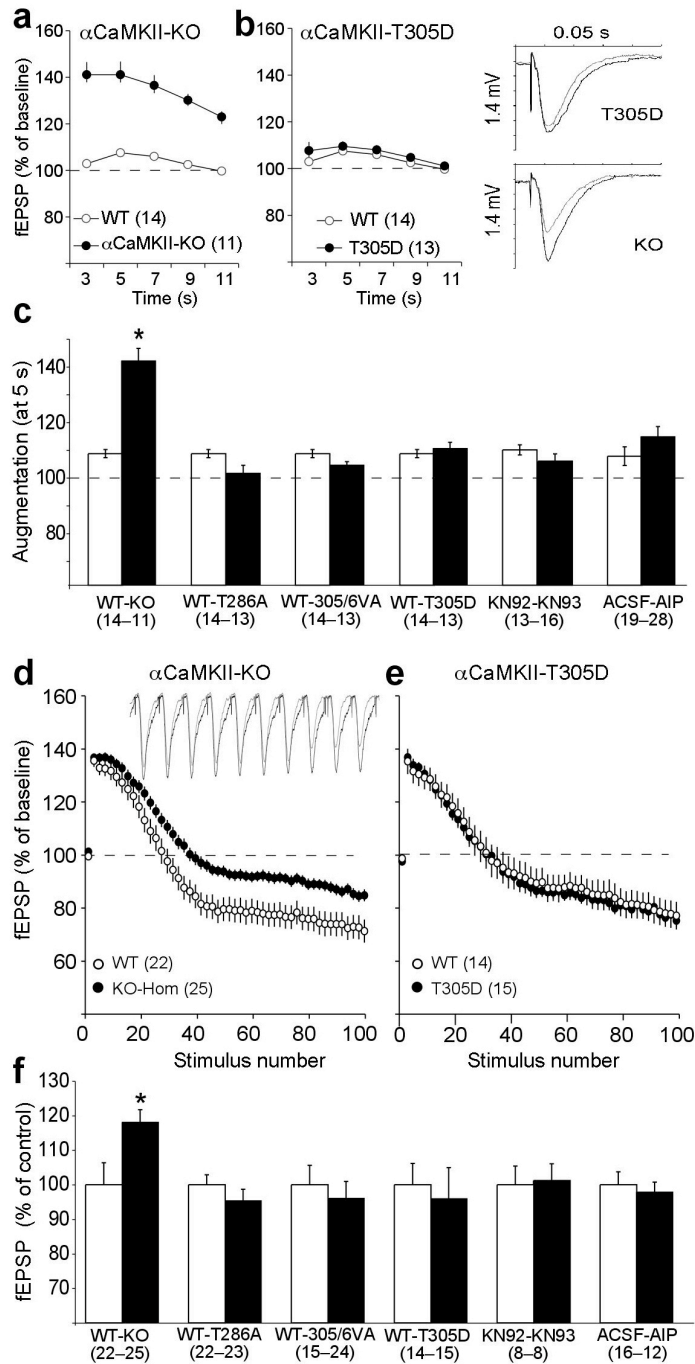 a αCaMKII-KO
fEPSP (% of baseline)
160
140
120
100
80
WT (14)
αCaMKII-KO (11)
3 5 7 9 11
Time (s)
b αCaMKII-T305D
160
140
120
100
80
WT (14)
T305D (13)
3 5 7 9 11
Time (s)
0.05 s
1.4 mV
T305D
1.4 mV
KO
c
Augmentation (at 5 s)
140
120
100
80
*
WT-KO WT-T286A WT-305/6VA WT-T305D KN92-KN93 ACSF-AIP
(14–11) (14–13) (14–13) (14–13) (13–16) (19–28)
d αCaMKII-KO
fEPSP (% of baseline)
160
140
120
100
80
60
WT (22)
KO-Hom (25)
0 20 40 60 80 100
Stimulus number
e αCaMKII-T305D
WT (14)
T305D (15)
0 20 40 60 80 100
Stimulus number
f
fEPSP (% of control)
130
120
110
100
90
80
70
*
WT-KO WT-T286A WT-305/6VA WT-T305D KN92-KN93 ACSF-AIP
(22–25) (22–23) (15–24) (14–15) (8–8) (16–12)